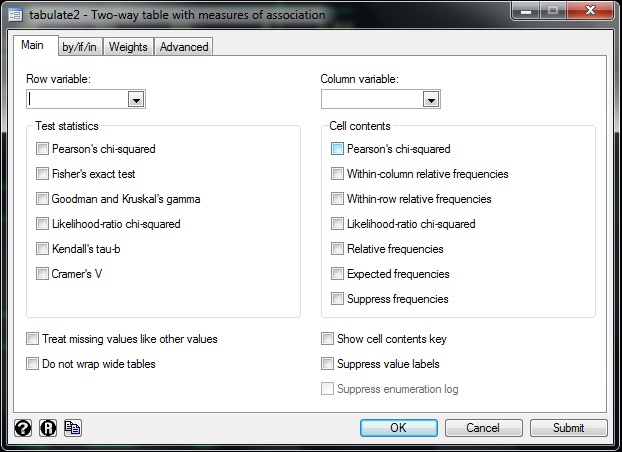 tabulate2 - Two-way table with measures of association
Main by/if/in Weights Advanced
Row variable: Column variable:
Test statistics Cell contents
Pearson's chi-squared Pearson's chi-squared
Fisher's exact test Within-column relative frequencies
Goodman and Kruskal's gamma Within-row relative frequencies
Likelihood-ratio chi-squared Likelihood-ratio chi-squared
Kendall's tau-b Relative frequencies
Cramer's V Expected frequencies
Suppress frequencies
Treat missing values like other values Show cell contents key
Do not wrap wide tables Suppress value labels
Suppress enumeration log
? R OK Cancel Submit